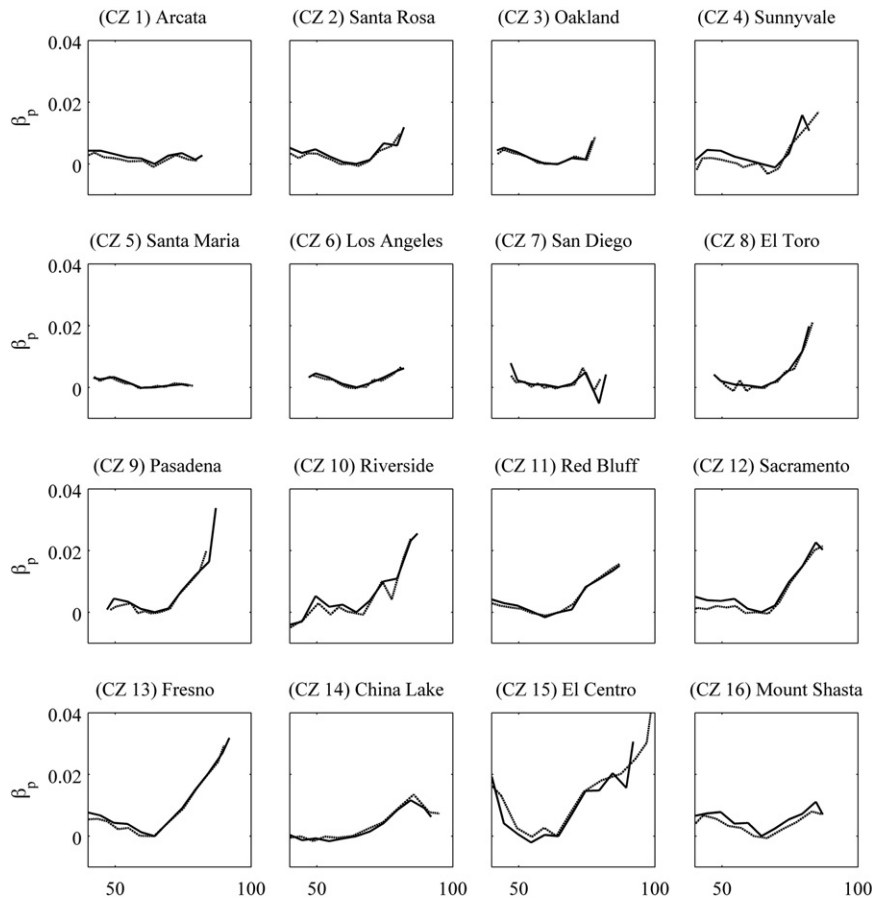 (CZ 1) Arcata
(CZ 2) Santa Rosa
(CZ 3) Oakland
(CZ 4) Sunnyvale
0.04
0.02
0
βp
(CZ 5) Santa Maria
(CZ 6) Los Angeles
(CZ 7) San Diego
(CZ 8) El Toro
0.04
0.02
0
βp
(CZ 9) Pasadena
(CZ 10) Riverside
(CZ 11) Red Bluff
(CZ 12) Sacramento
0.04
0.02
0
βp
(CZ 13) Fresno
(CZ 14) China Lake
(CZ 15) El Centro
(CZ 16) Mount Shasta
0.04
0.02
0
βp
50 100
50 100
50 100
50 100